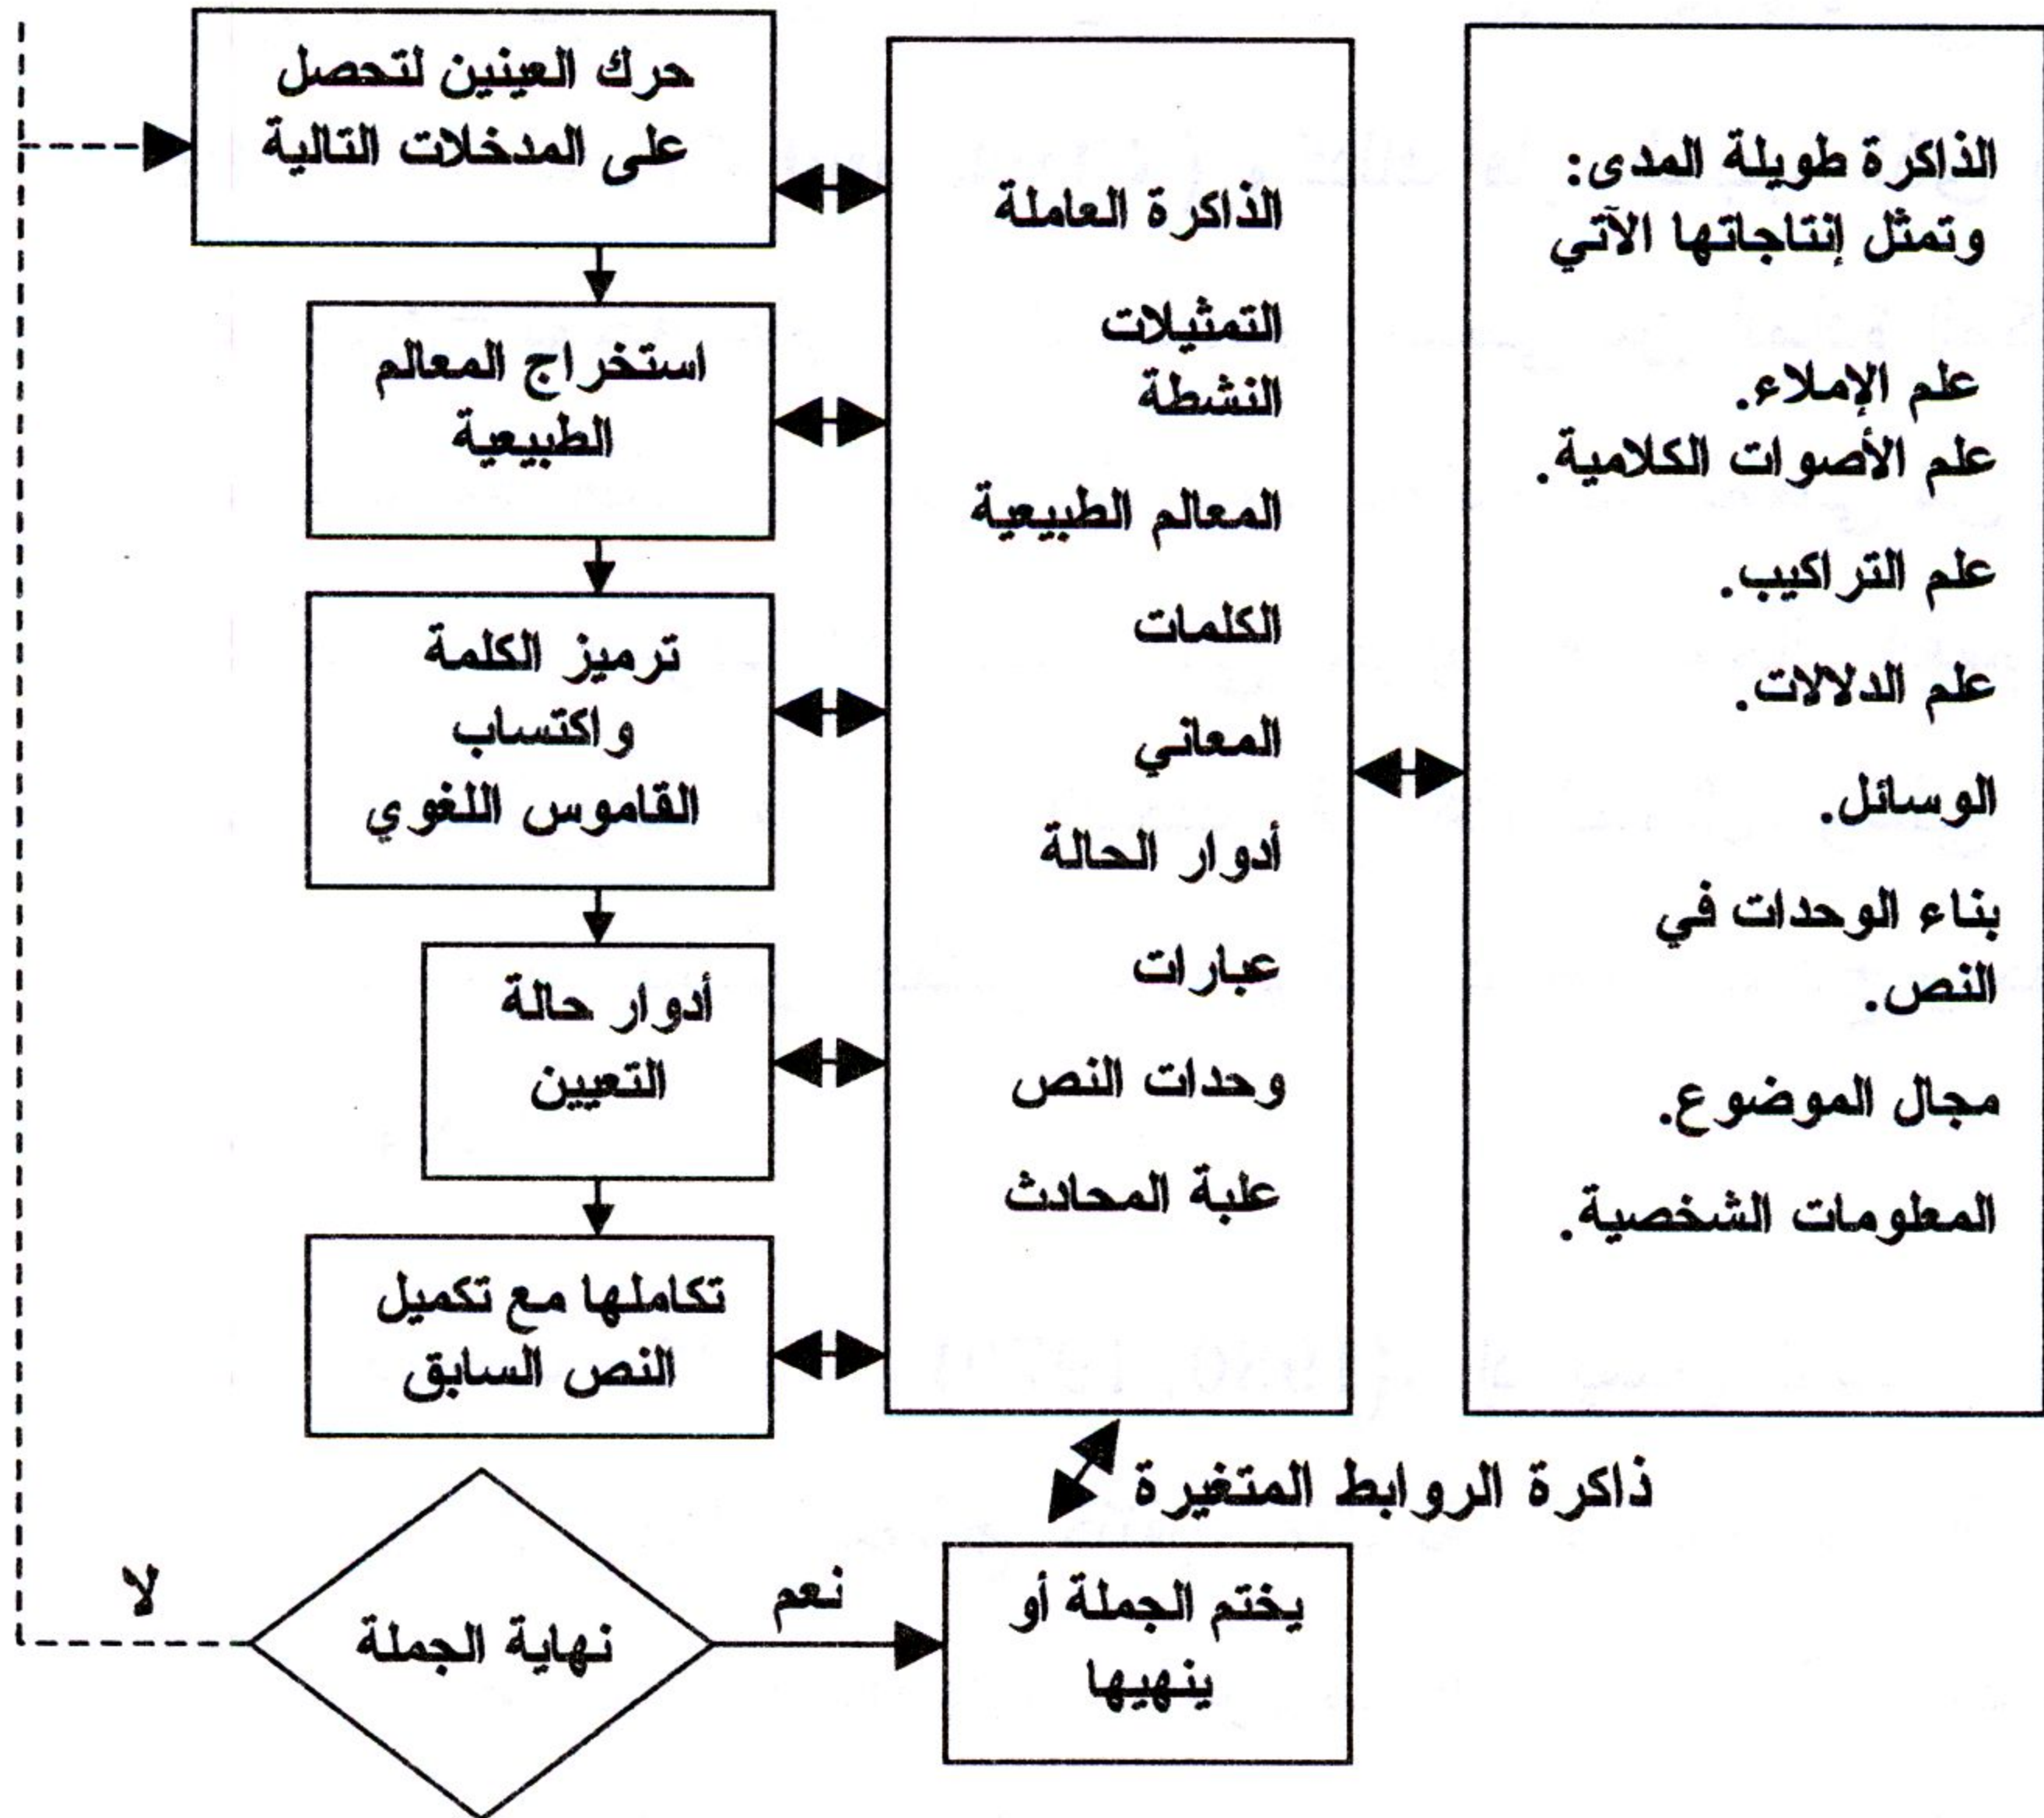 حرك العينين لتحصل
على المدخلات التالية
استخراج المعالم
الطبيعية
ترميز الكلمة
واكتساب
القاموس اللغوي
أدوار حالة
التعيين
تكاملها مع تكميل
النص السابق
نهاية الجملة
لا
نعم
يختم الجملة أو
ينهيها
الذاكرة العاملة
التمثيلات
النشطة
المعالم الطبيعية
الكلمات
المعاني
أدوار الحالة
عبارات
وحدات النص
علبة المحادث
ذاكرة الروابط المتغيرة
الذاكرة طويلة المدى:
وتمثل إنتاجاتها الآتي
علم الإملاء.
علم الأصوات الكلامية.
علم التراكيب.
علم الدلالات.
الوسائل.
بناء الوحدات في
النص.
مجال الموضوع.
المعلومات الشخصية.